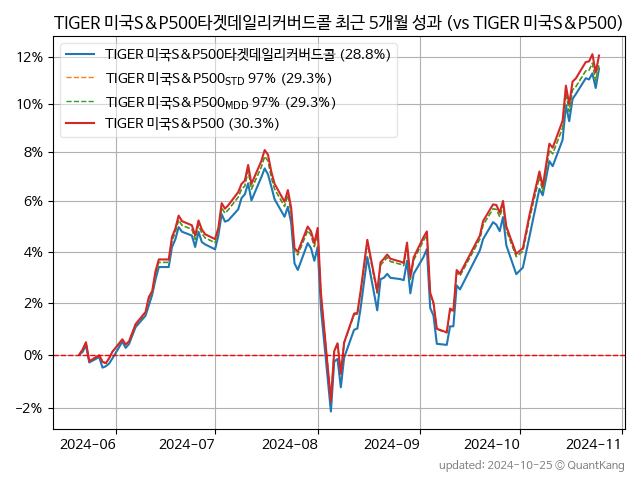 TIGER 미국S&P500타겟데일리커버드콜 최근 5개월 성과 (vs TIGER 미국S&P500)
TIGER 미국S&P500타겟데일리커버드콜 (28.8%)
TIGER 미국S&P500STD 97% (29.3%)
TIGER 미국S&P500MDD 97% (29.3%)
TIGER 미국S&P500 (30.3%)
12%
10%
8%
6%
4%
2%
0%
−2%
2024-06 2024-07 2024-08 2024-09 2024-10 2024-11
updated: 2024-10-25 © QuantKang